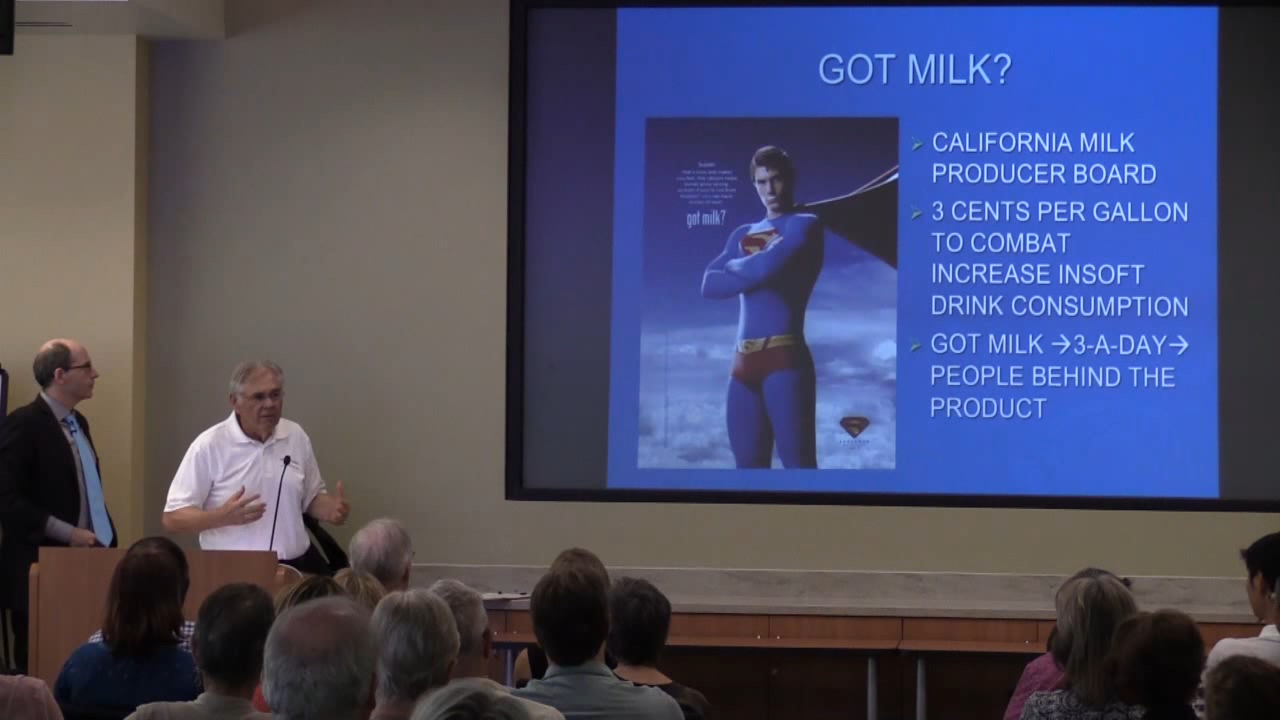 GOT MILK?
got milk?
CALIFORNIA MILK
PRODUCER BOARD
3 CENTS PER GALLON
TO COMBAT
INCREASE INSOFT
DRINK CONSUMPTION
GOT MILK →3-A-DAY→
PEOPLE BEHIND THE
PRODUCT